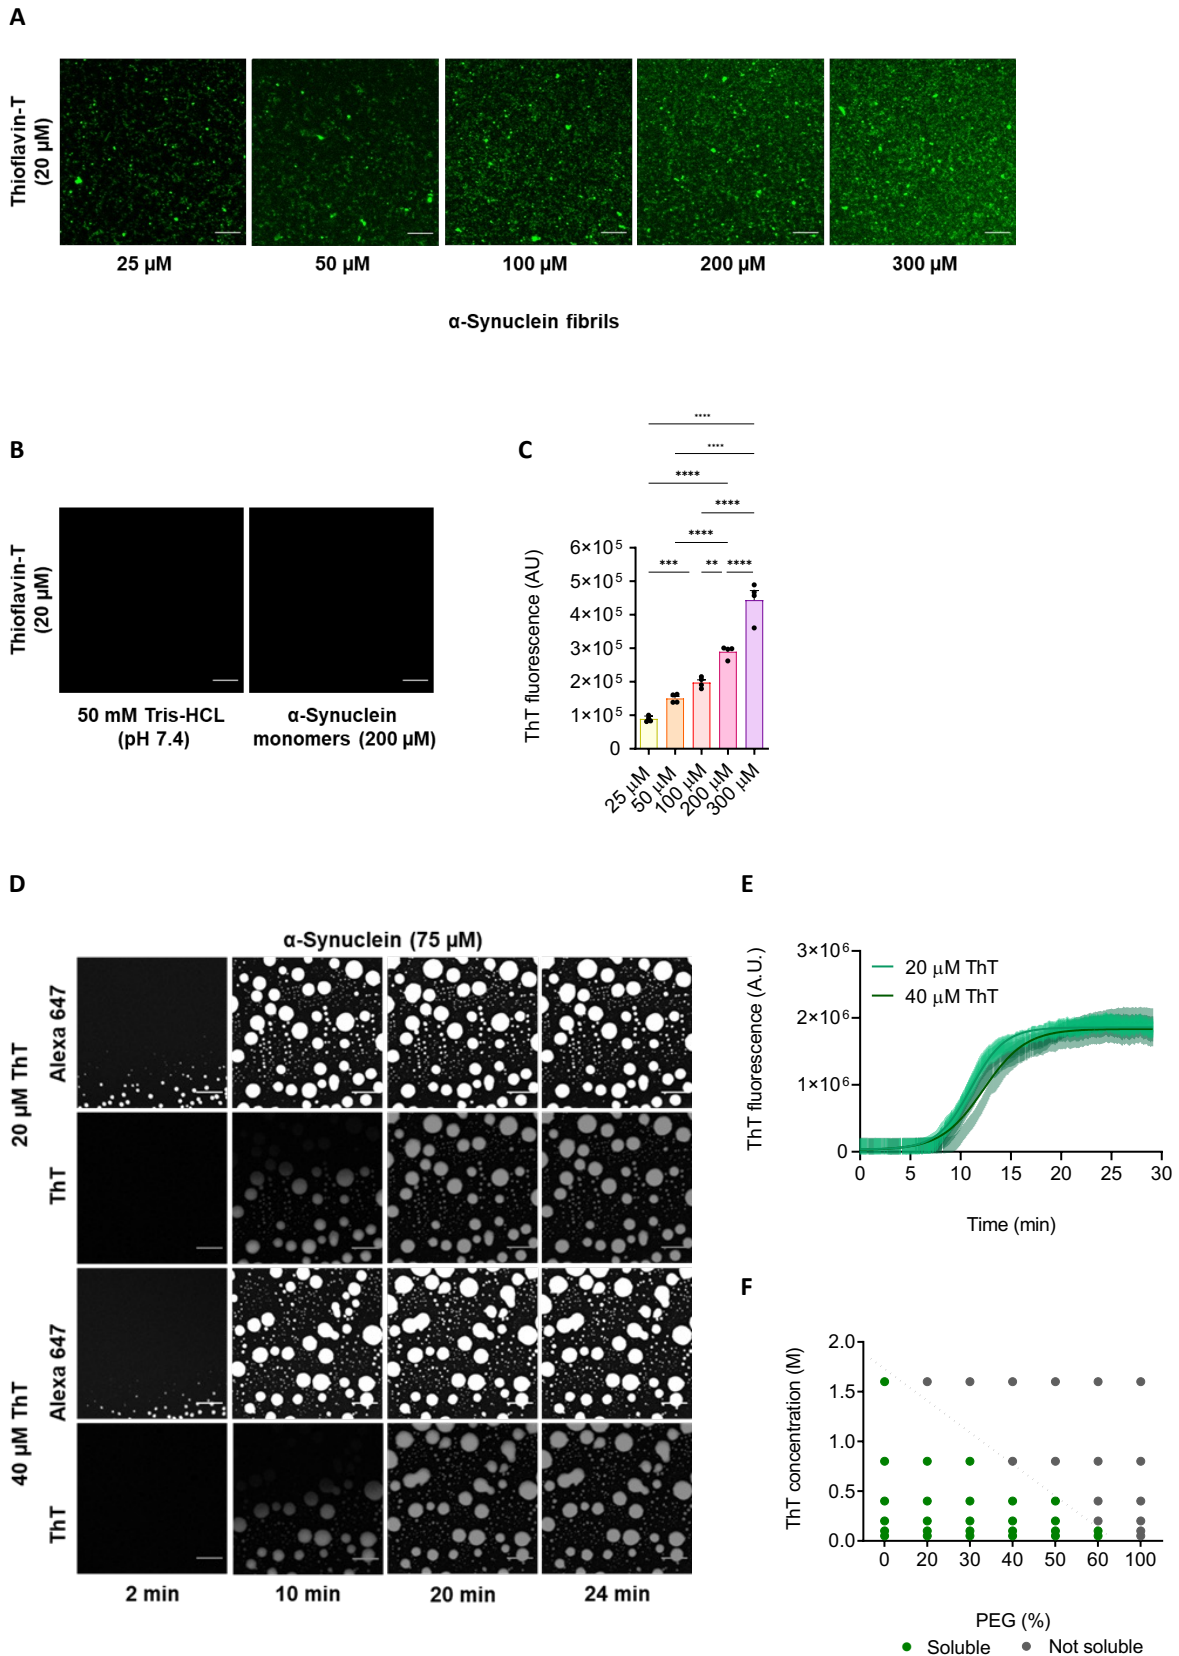 A
Thioflavin-T
(20 µM)
25 µM
50 µM
100 µM
200 µM
300 µM
α-Synuclein fibrils
B
Thioflavin-T
(20 µM)
50 mM Tris-HCL
(pH 7.4)
α-Synuclein
monomers (200 µM)
C
****
****
****
****
****
***
**
****
ThT fluorescence (AU)
6×10⁵
5×10⁵
4×10⁵
3×10⁵
2×10⁵
1×10⁵
0
25 µM
50 µM
100 µM
200 µM
300 µM
D
α-Synuclein (75 µM)
20 µM ThT
Alexa 647
ThT
40 µM ThT
Alexa 647
ThT
2 min
10 min
20 min
24 min
E
ThT fluorescence (A.U.)
3×10⁶
2×10⁶
1×10⁶
0
20 µM ThT
40 µM ThT
0 5 10 15 20 25 30
Time (min)
F
ThT concentration (M)
2.0
1.5
1.0
0.5
0.0
0 20 30 40 50 60 100
PEG (%)
Soluble
Not soluble